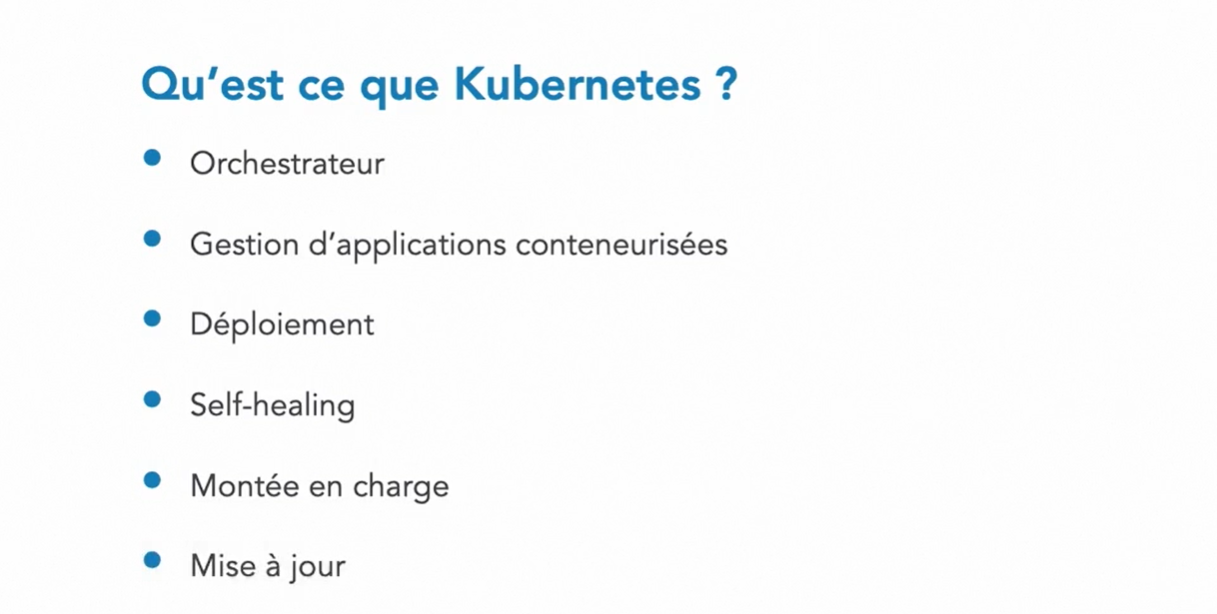 Qu’est ce que Kubernetes ?
Orchestrateur
Gestion d’applications conteneurisées
Déploiement
Self-healing
Montée en charge
Mise à jour